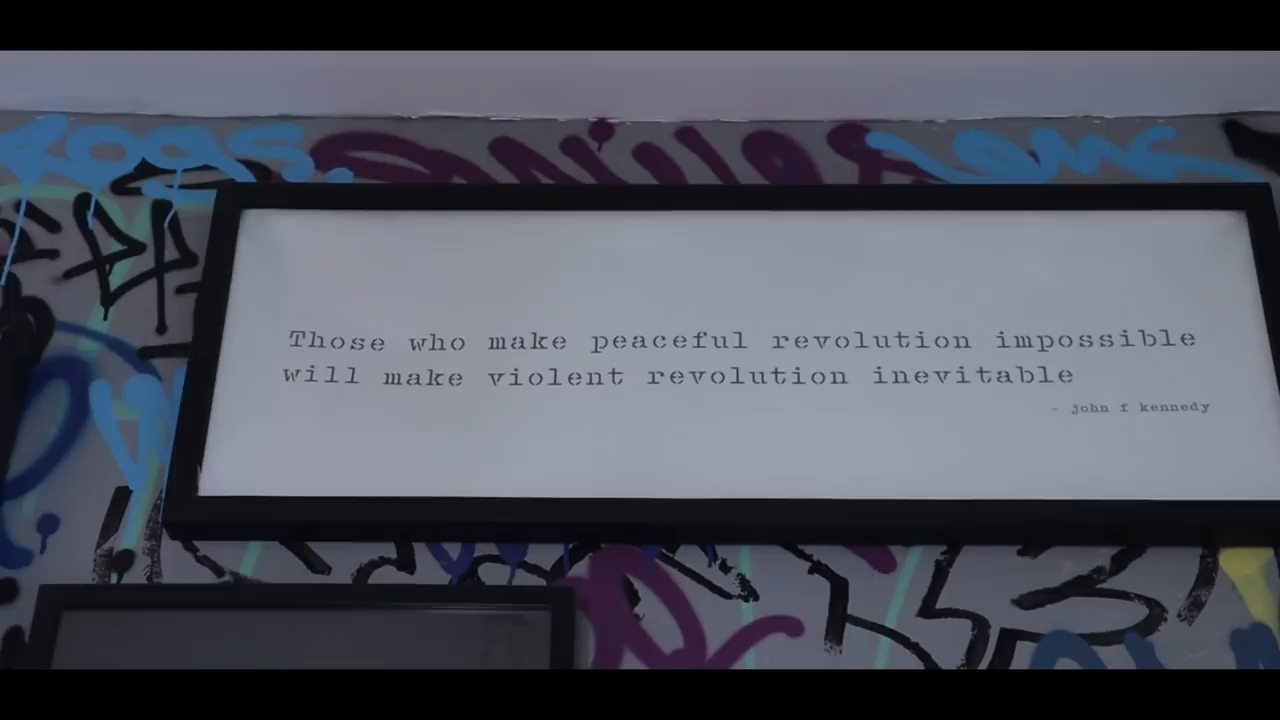 Those who make peaceful revolution impossible
will make violent revolution inevitable
- john f kennedy